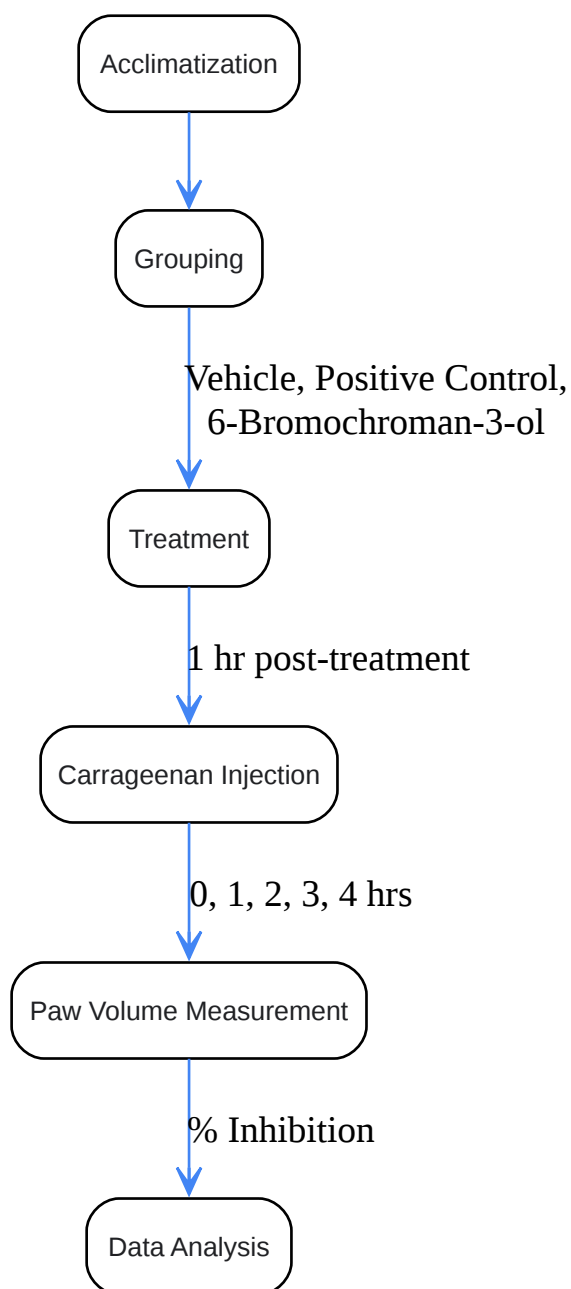 Acclimatization
Grouping
Vehicle, Positive Control,
6-Bromochroman-3-ol
Treatment
1 hr post-treatment
Carrageenan Injection
0, 1, 2, 3, 4 hrs
Paw Volume Measurement
% Inhibition
Data Analysis